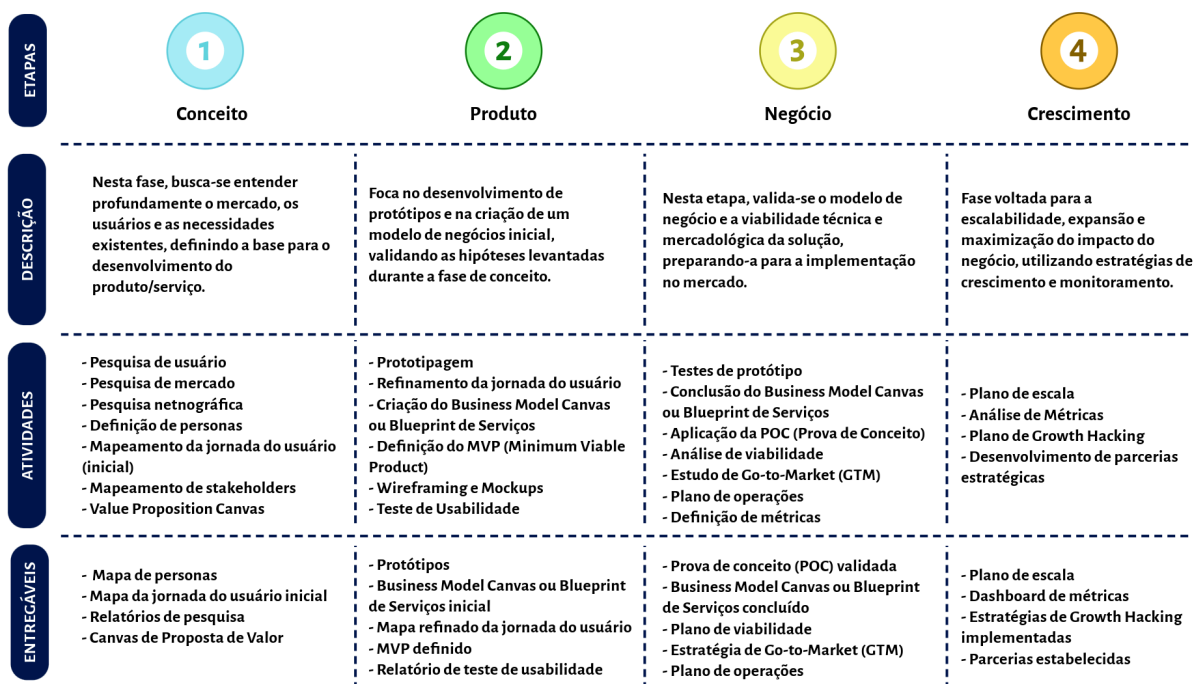 ETAPAS
1
Conceito
2
Produto
3
Negócio
4
Crescimento
DESCRIÇÃO
Nesta fase, busca-se entender
profundamente o mercado, os
usuários e as necessidades
existentes, definindo a base para o
desenvolvimento do
produto/serviço.
Foca no desenvolvimento de
protótipos e na criação de um
modelo de negócios inicial,
validando as hipóteses levantadas
durante a fase de conceito.
Nesta etapa, valida-se o modelo de
negócio e a viabilidade técnica e
mercadológica da solução,
preparando-a para a implementação
no mercado.
Fase voltada para a
escalabilidade, expansão e
maximização do impacto do
negócio, utilizando estratégias de
crescimento e monitoramento.
ATIVIDADES
- Pesquisa de usuário
- Pesquisa de mercado
- Pesquisa netnográfica
- Definição de personas
- Mapeamento da jornada do usuário
(inicial)
- Mapeamento de stakeholders
- Value Proposition Canvas
- Prototipagem
- Refinamento da jornada do usuário
- Criação do Business Model Canvas
ou Blueprint de Serviços
- Definição do MVP (Minimum Viable
Product)
- Wireframing e Mockups
- Teste de Usabilidade
- Testes de protótipo
- Conclusão do Business Model Canvas
ou Blueprint de Serviços
- Aplicação da POC (Prova de Conceito)
- Análise de viabilidade
- Estudo de Go-to-Market (GTM)
- Plano de operações
- Definição de métricas
- Plano de escala
- Análise de Métricas
- Plano de Growth Hacking
- Desenvolvimento de parcerias
estratégicas
ENTREGÁVEIS
- Mapa de personas
- Mapa da jornada do usuário inicial
- Relatórios de pesquisa
- Canvas de Proposta de Valor
- Protótipos
- Business Model Canvas ou Blueprint
de Serviços inicial
- Mapa refinado da jornada do usuário
- MVP definido
- Relatório de teste de usabilidade
- Prova de conceito (POC) validada
- Business Model Canvas ou Blueprint
de Serviços concluído
- Plano de viabilidade
- Estratégia de Go-to-Market (GTM)
- Plano de operações
- Plano de escala
- Dashboard de métricas
- Estratégias de Growth Hacking
implementadas
- Parcerias estabelecidas